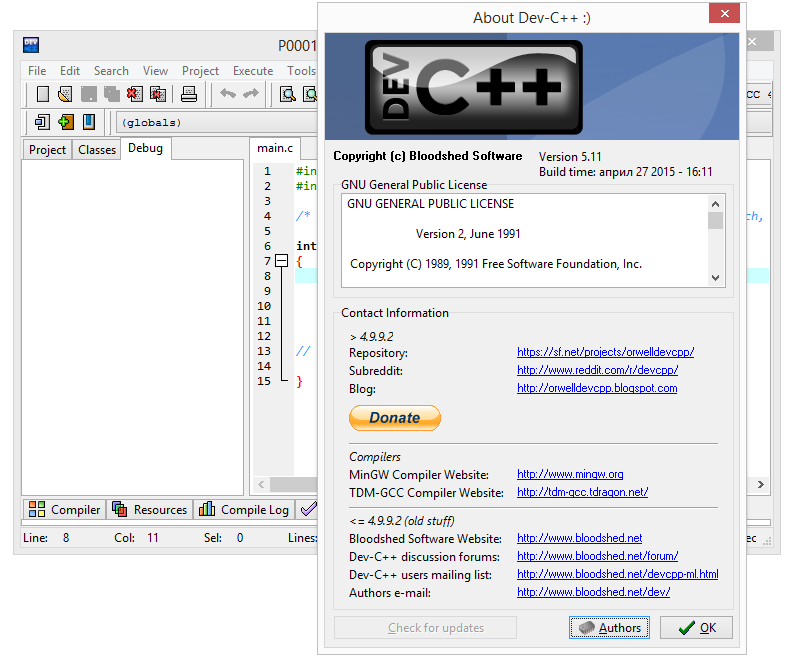 About Dev-C++ :)
P0001
File Edit Search View Project Execute Tools
(globals)
Project Classes Debug
main.c
1 #in
2 #in
3
4 /*
5
6 int
7 {
8
9
10
11
12
13 //
14
15 }
DEV C++
Copyright (c) Bloodshed Software
Version 5.11
Build time: април 27 2015 - 16:11
GNU General Public License
GNU GENERAL PUBLIC LICENSE
Version 2, June 1991
Copyright (C) 1989, 1991 Free Software Foundation, Inc.
Contact Information
> 4.9.9.2
Repository: https://sf.net/projects/orwelldevcpp/
Subreddit: http://www.reddit.com/r/devcpp/
Blog: http://orwelldevcpp.blogspot.com
Donate
Compilers
MinGW Compiler Website: http://www.mingw.org
TDM-GCC Compiler Website: http://tdm-gcc.tdragon.net/
<= 4.9.9.2 (old stuff)
Bloodshed Software Website: http://www.bloodshed.net
Dev-C++ discussion forums: http://www.bloodshed.net/forum/
Dev-C++ users mailing list: http://www.bloodshed.net/devcpp-ml.html
Authors e-mail: http://www.bloodshed.net/dev/
Check for updates Authors OK
Compiler Resources Compile Log
Line: 8 Col: 11 Sel: 0 Lines: